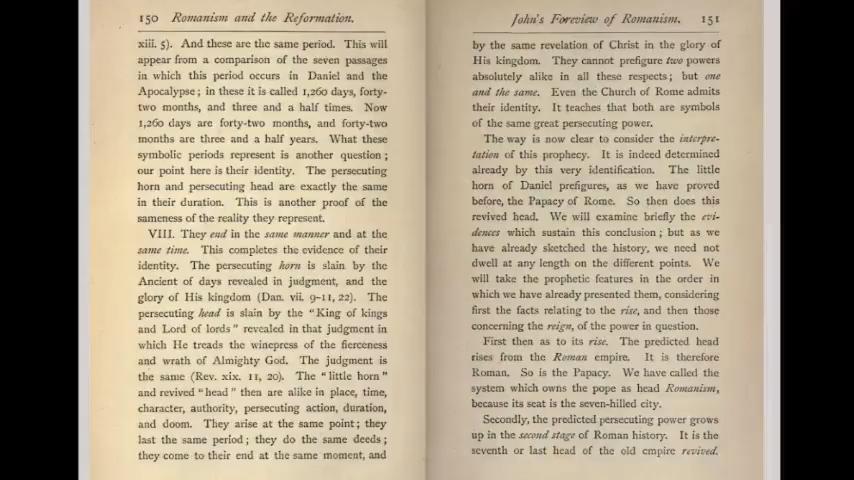 150 Romanism and the Reformation.
xiii. 5). And these are the same period. This will
appear from a comparison of the seven passages
in which this period occurs in Daniel and the
Apocalypse; in these it is called 1,260 days, forty-
two months, and three and a half times. Now
1,260 days are forty-two months, and forty-two
months are three and a half years. What these
symbolic periods represent is another question;
our point here is their identity. The persecuting
horn and persecuting head are exactly the same
in their duration. This is another proof of the
sameness of the reality they represent.
VIII. They end in the same manner and at the
same time. This completes the evidence of their
identity. The persecuting horn is slain by the
Ancient of days revealed in judgment, and the
glory of His kingdom (Dan. vii. 9-11, 22). The
persecuting head is slain by the "King of kings
and Lord of lords" revealed in that judgment in
which He treads the winepress of the fierceness
and wrath of Almighty God. The judgment is
the same (Rev. xix. 11, 20). The "little horn"
and revived "head" then are alike in place, time,
character, authority, persecuting action, duration,
and doom. They arise at the same point; they
last the same period; they do the same deeds;
they come to their end at the same moment, and
John's Foreview of Romanism. 151
by the same revelation of Christ in the glory of
His kingdom. They cannot prefigure two powers
absolutely alike in all these respects; but one
and the same. Even the Church of Rome admits
their identity. It teaches that both are symbols
of the same great persecuting power.
The way is now clear to consider the interpre-
tation of this prophecy. It is indeed determined
already by this very identification. The little
horn of Daniel prefigures, as we have proved
before, the Papacy of Rome. So then does this
revived head. We will examine briefly the evi-
dences which sustain this conclusion; but as we
have already sketched the history, we need not
dwell at any length on the different points. We
will take the prophetic features in the order in
which we have already presented them, considering
first the facts relating to the rise, and then those
concerning the reign, of the power in question.
First then as to its rise. The predicted head
rises from the Roman empire. It is therefore
Roman. So is the Papacy. We have called the
system which owns the pope as head Romanism,
because its seat is the seven-hilled city.
Secondly, the predicted persecuting power grows
up in the second stage of Roman history. It is the
seventh or last head of the old empire revived.